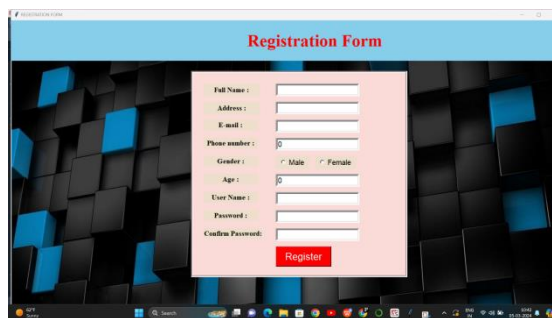 REGISTRATION FORM
Registration Form
Full Name :
Address :
E-mail :
Phone number : 0
Gender : Male Female
Age : 0
User Name :
Password :
Confirm Password:
Register
Search